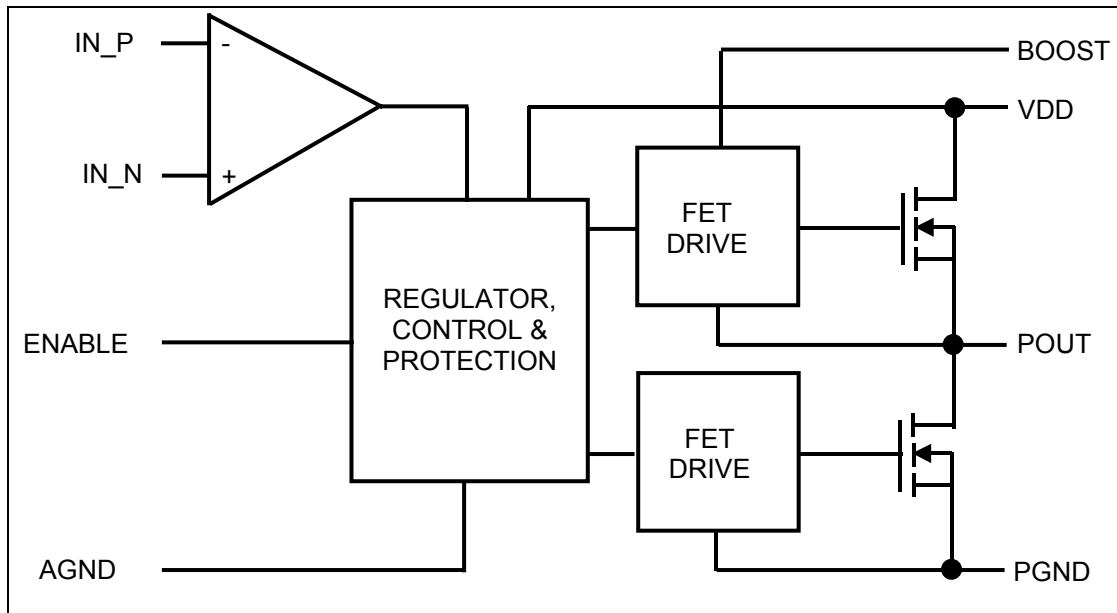 IN_P
-
IN_N
+
ENABLE
AGND
REGULATOR,
CONTROL &
PROTECTION
FET
DRIVE
FET
DRIVE
BOOST
VDD
POUT
PGND